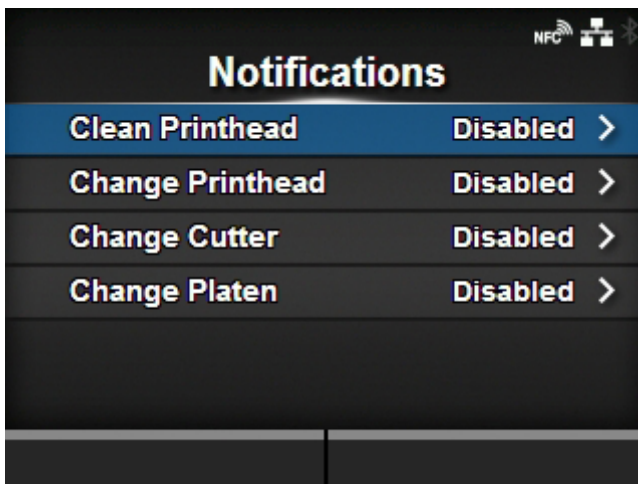 NFC
Notifications
Clean Printhead Disabled
Change Printhead Disabled
Change Cutter Disabled
Change Platen Disabled